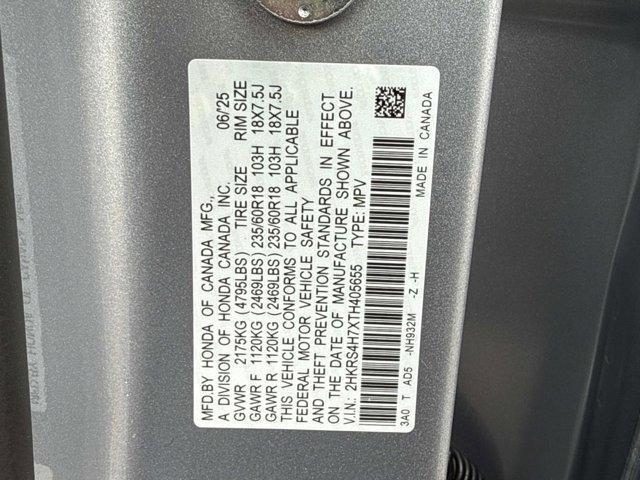 MFD.BY HONDA OF CANADA MFG., 06/25
A DIVISION OF HONDA CANADA INC.
GVWR 2175KG (4795LBS) TIRE SIZE RIM SIZE
GAWR F 1120KG (2469LBS) 235/60R18 103H 18X7.5J
GAWR R 1120KG (2469LBS) 235/60R18 103H 18X7.5J
THIS VEHICLE CONFORMS TO ALL APPLICABLE
FEDERAL MOTOR VEHICLE SAFETY
AND THEFT PREVENTION STANDARDS IN EFFECT
ON THE DATE OF MANUFACTURE SHOWN ABOVE.
V.I.N: 2HKRS4H7XTH405655 TYPE: MPV
3A0 T AD5 -NH932M -Z -H MADE IN CANADA